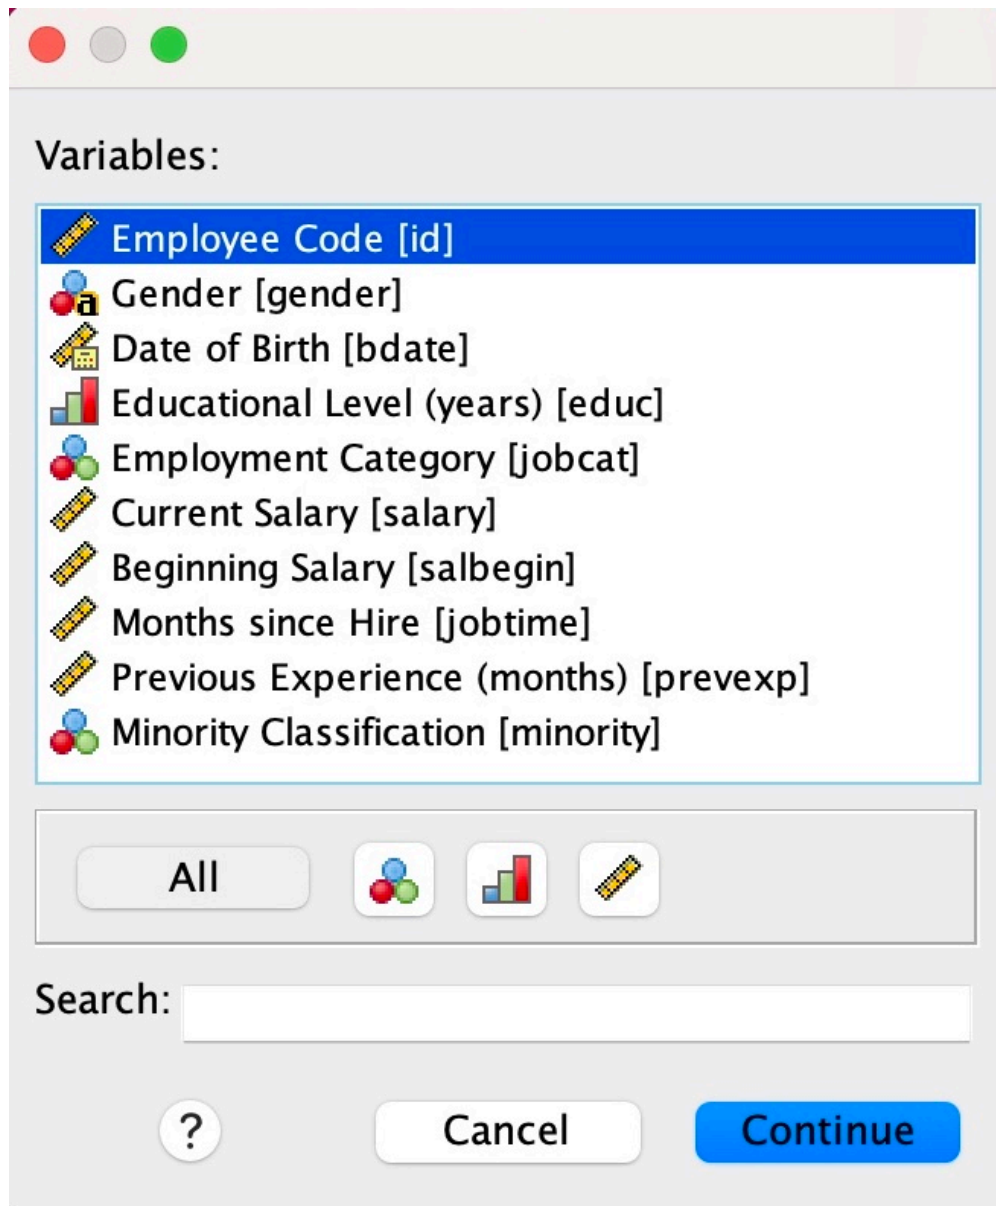 Variables:
Employee Code [id]
Gender [gender]
Date of Birth [bdate]
Educational Level (years) [educ]
Employment Category [jobcat]
Current Salary [salary]
Beginning Salary [salbegin]
Months since Hire [jobtime]
Previous Experience (months) [prevexp]
Minority Classification [minority]
All
Search:
? Cancel Continue